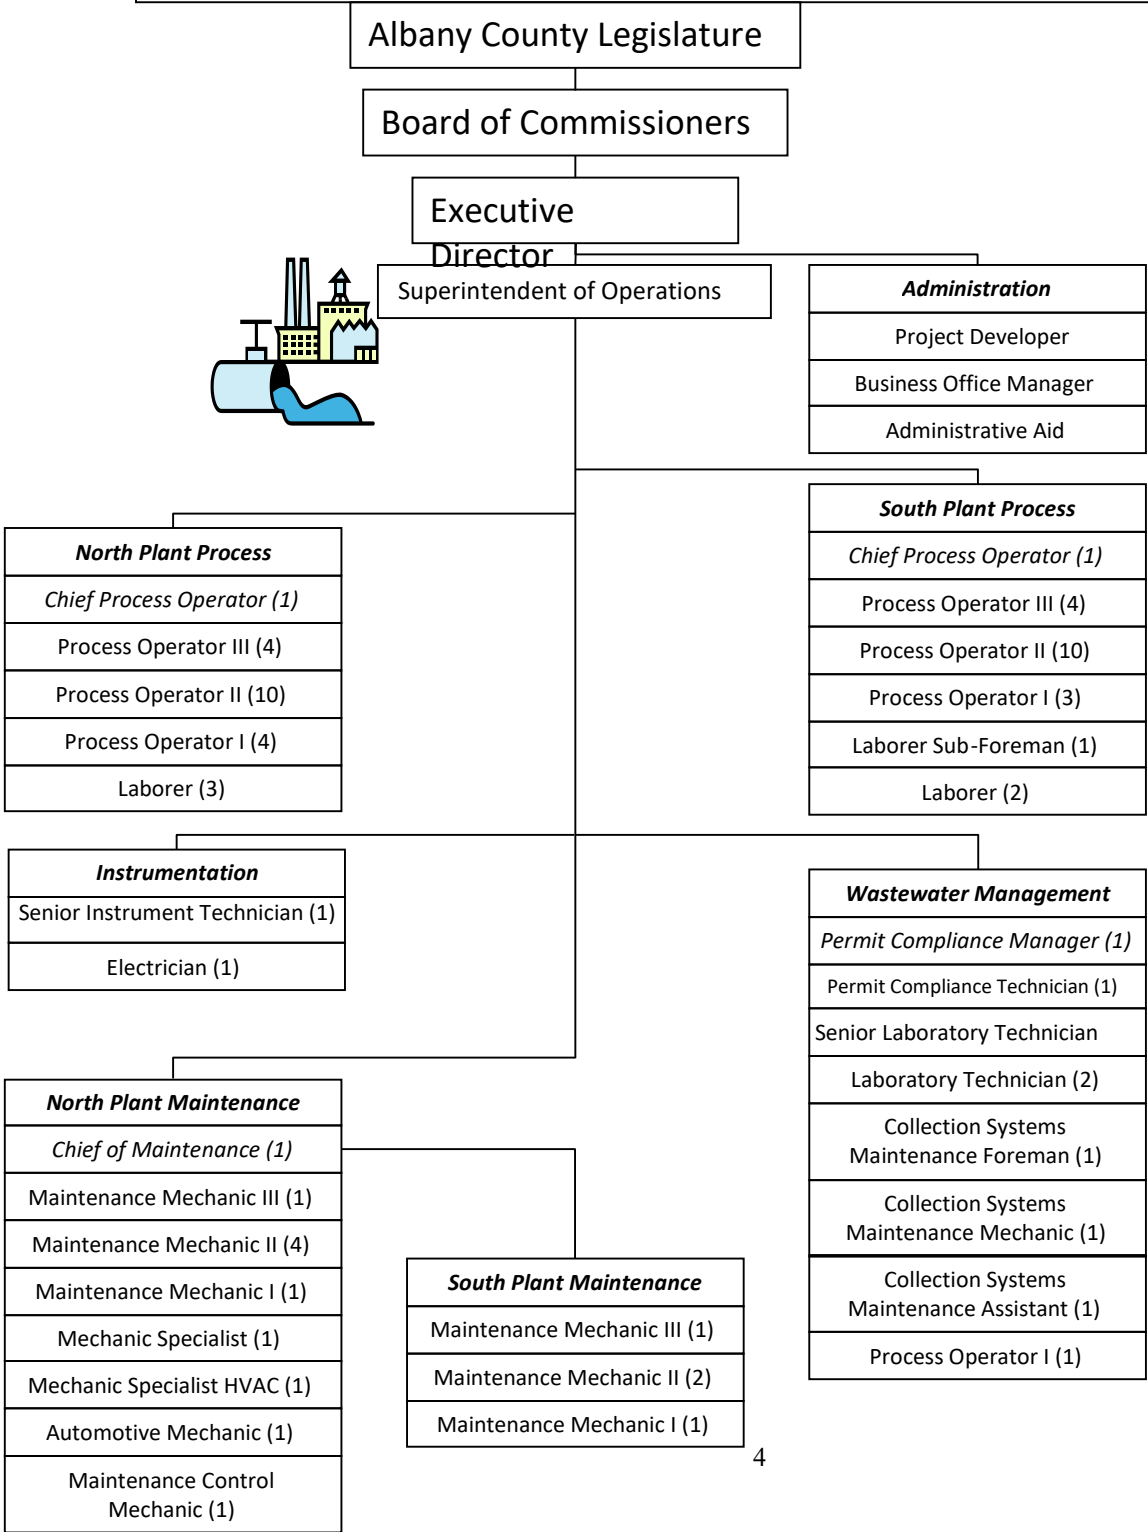 Albany County Legislature
Board of Commissioners
Executive
Director
Superintendent of Operations
Administration
Project Developer
Business Office Manager
Administrative Aid
North Plant Process
Chief Process Operator (1)
Process Operator III (4)
Process Operator II (10)
Process Operator I (4)
Laborer (3)
South Plant Process
Chief Process Operator (1)
Process Operator III (4)
Process Operator II (10)
Process Operator I (3)
Laborer Sub-Foreman (1)
Laborer (2)
Instrumentation
Senior Instrument Technician (1)
Electrician (1)
Wastewater Management
Permit Compliance Manager (1)
Permit Compliance Technician (1)
Senior Laboratory Technician
Laboratory Technician (2)
Collection Systems
Maintenance Foreman (1)
Collection Systems
Maintenance Mechanic (1)
Collection Systems
Maintenance Assistant (1)
Process Operator I (1)
North Plant Maintenance
Chief of Maintenance (1)
Maintenance Mechanic III (1)
Maintenance Mechanic II (4)
Maintenance Mechanic I (1)
Mechanic Specialist (1)
Mechanic Specialist HVAC (1)
Automotive Mechanic (1)
Maintenance Control
Mechanic (1)
South Plant Maintenance
Maintenance Mechanic III (1)
Maintenance Mechanic II (2)
Maintenance Mechanic I (1)
4